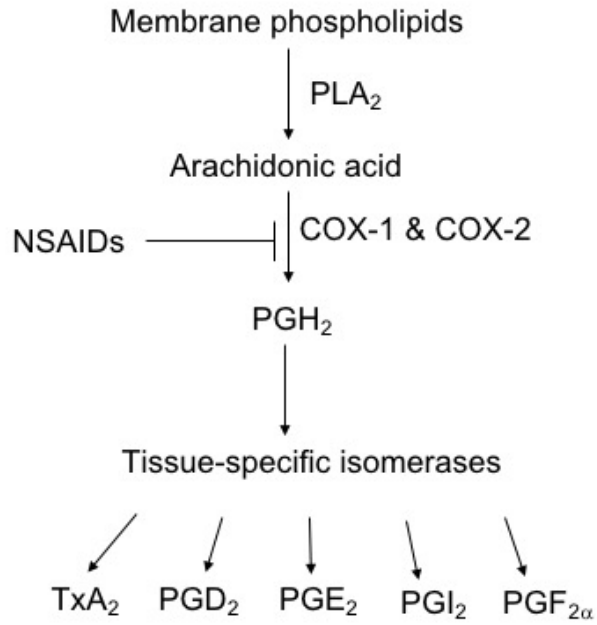 Membrane phospholipids
PLA₂
Arachidonic acid
COX-1 & COX-2
NSAIDs
PGH₂
Tissue-specific isomerases
TxA₂ PGD₂ PGE₂ PGI₂ PGF₂α